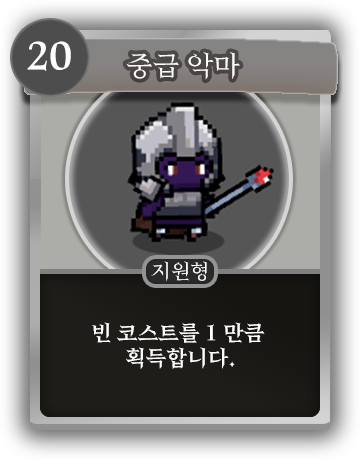 20
중급 악마
지원형
빈 코스트를 1 만큼
획득합니다.